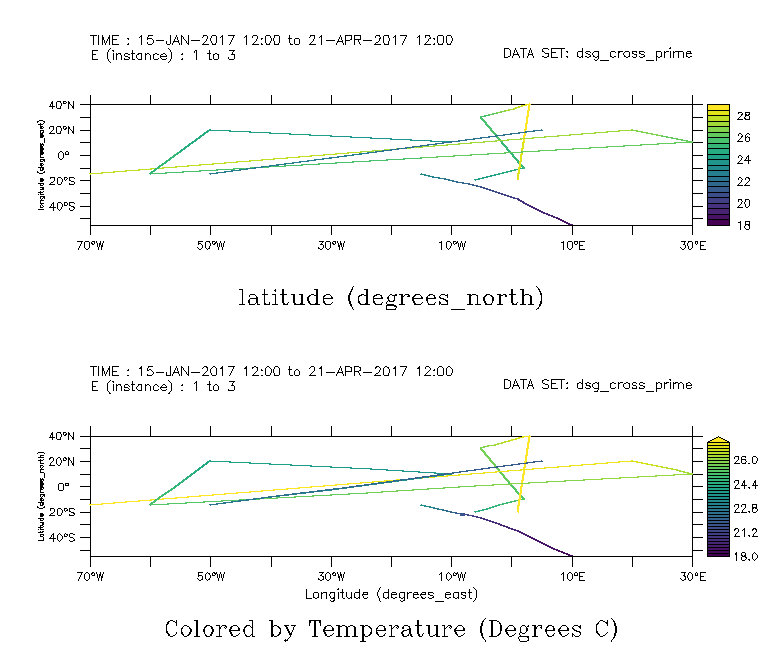 TIME : 15-JAN-2017 12:00 to 21-APR-2017 12:00
E (instance) : 1 to 3
DATA SET: dsg_cross_prime
40°N
20°N
0°
20°S
40°S
longitude (degrees_east)
70°W 50°W 30°W 10°W 10°E 30°E
28
26
24
22
20
18
latitude (degrees_north)
TIME : 15-JAN-2017 12:00 to 21-APR-2017 12:00
E (instance) : 1 to 3
DATA SET: dsg_cross_prime
40°N
20°N
0°
20°S
40°S
Latitude (degrees_north)
70°W 50°W 30°W 10°W 10°E 30°E
Longitude (degrees_east)
26.0
24.4
22.8
21.2
18.0
Colored by Temperature (Degrees C)